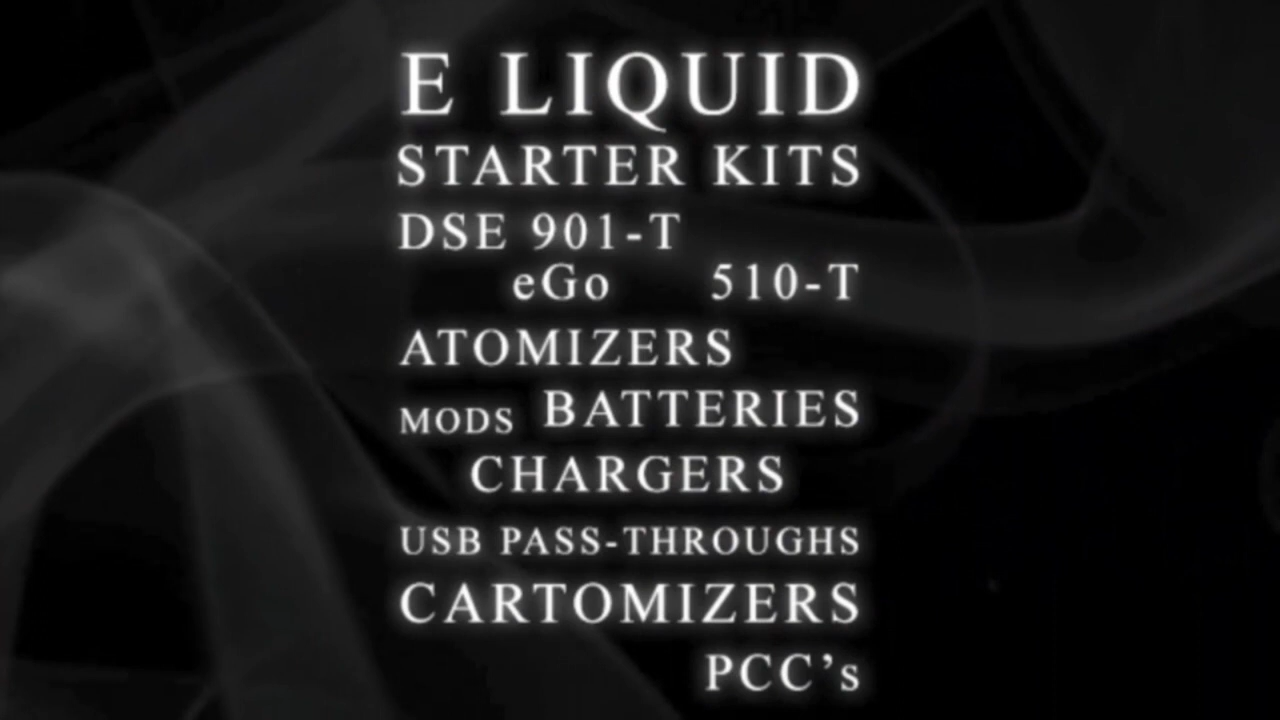 E LIQUID
STARTER KITS
DSE 901-T
eGo 510-T
ATOMIZERS
MODS BATTERIES
CHARGERS
USB PASS-THROUGHS
CARTOMIZERS
PCC’s